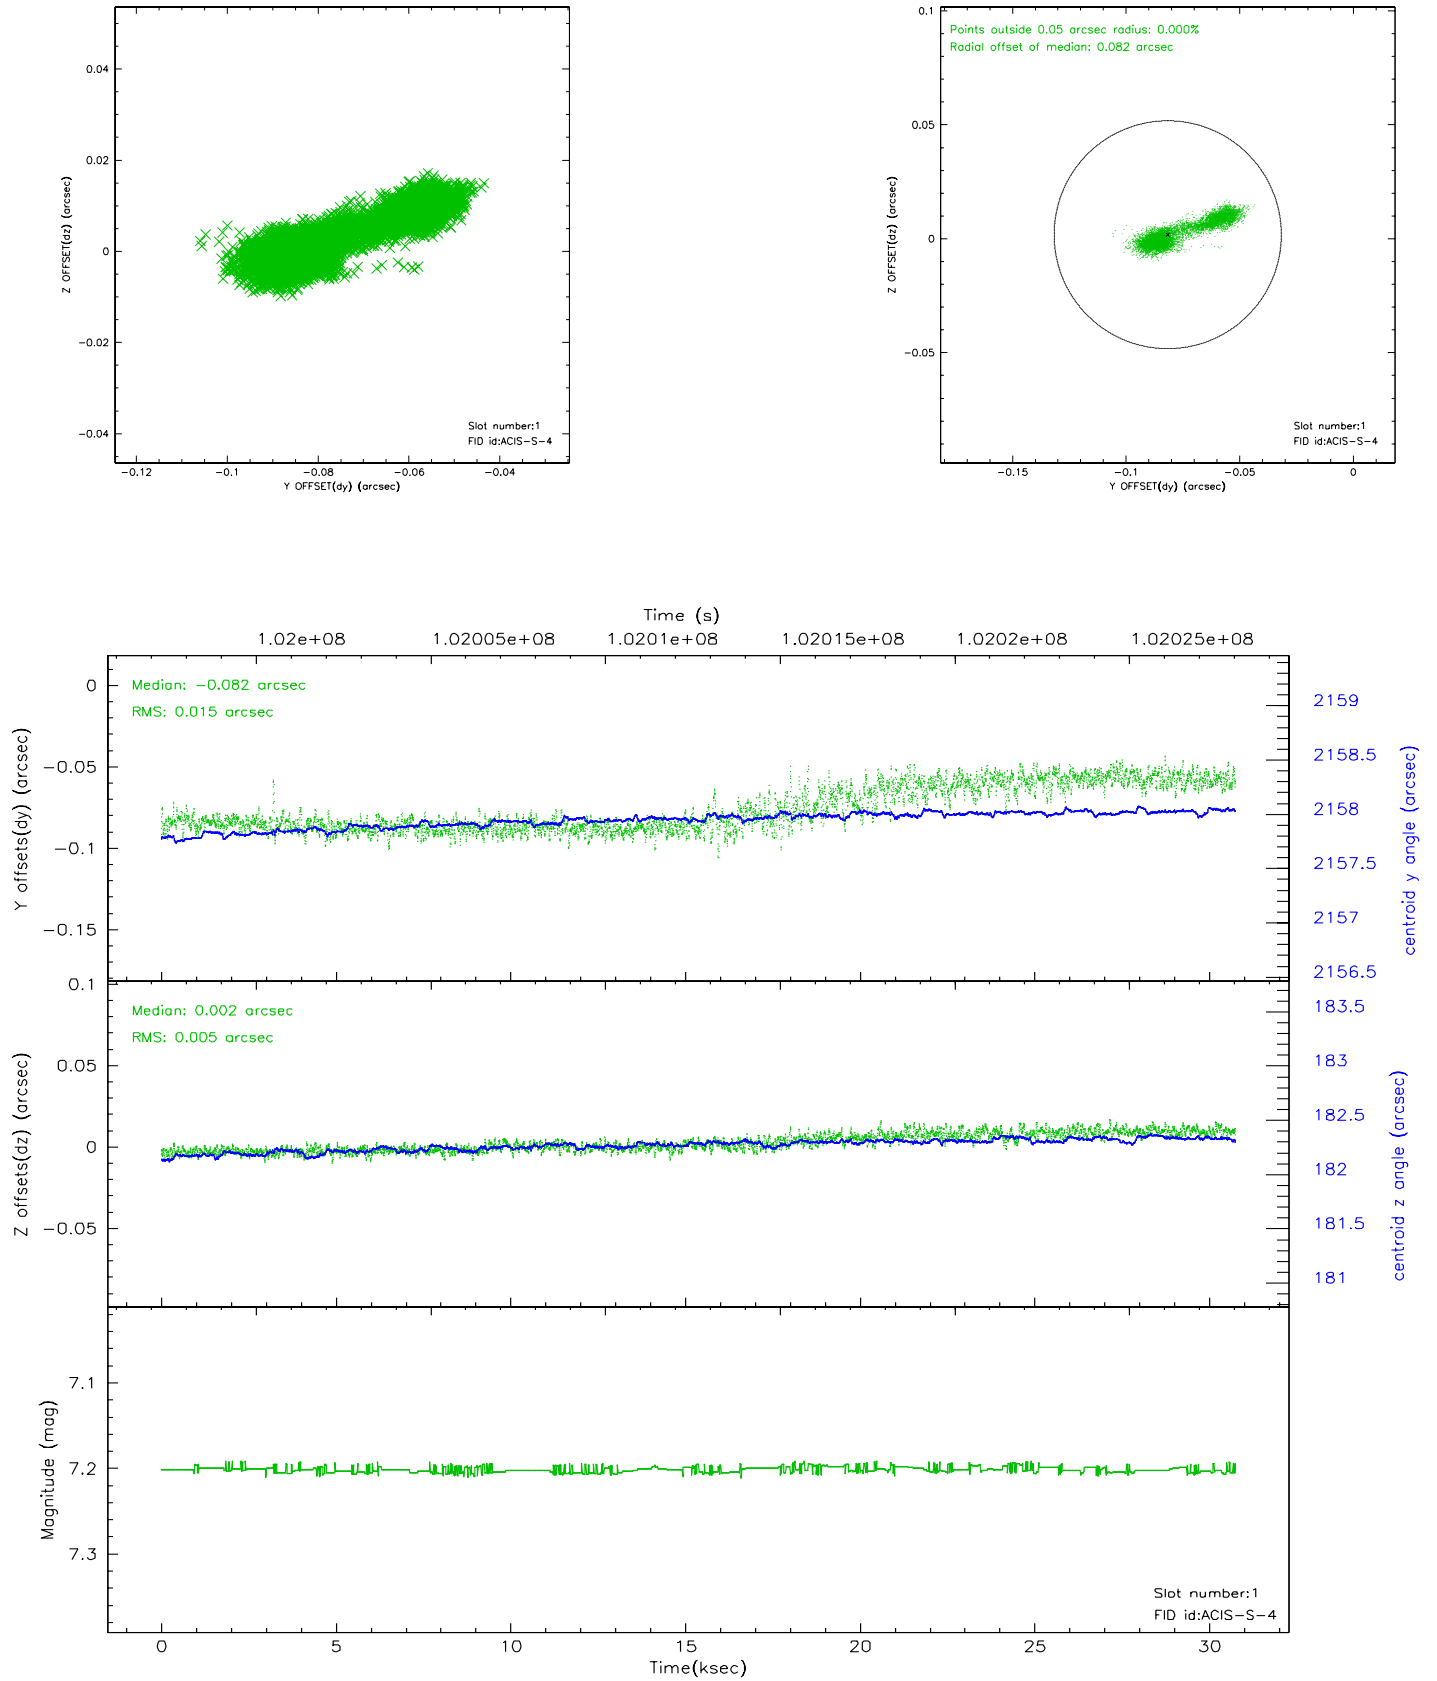 0.04
0.02
0
−0.02
−0.04
Z OFFSET(dz) (arcsec)
Slot number:1
FID id:ACIS−S−4
−0.12
−0.1
−0.08
−0.06
−0.04
Y OFFSET(dy) (arcsec)
0.1
0.05
0
−0.05
Z OFFSET(dz) (arcsec)
Points outside 0.05 arcsec radius: 0.000%
Radial offset of median: 0.082 arcsec
Slot number:1
FID id:ACIS−S−4
−0.15
−0.1
−0.05
0
Y OFFSET(dy) (arcsec)
Time (s)
1.02e+08
1.02005e+08
1.0201e+08
1.02015e+08
1.0202e+08
1.02025e+08
Median: −0.082 arcsec
RMS: 0.015 arcsec
0
−0.05
−0.1
−0.15
Y offsets(dy) (arcsec)
2159
2158.5
2158
2157.5
2157
2156.5
centroid y angle (arcsec)
Median: 0.002 arcsec
RMS: 0.005 arcsec
0.1
0.05
0
−0.05
Z offsets(dz) (arcsec)
183.5
183
182.5
182
181.5
181
centroid z angle (arcsec)
7.1
7.2
7.3
Magnitude (mag)
Slot number:1
FID id:ACIS−S−4
0
5
10
15
20
25
30
Time(ksec)